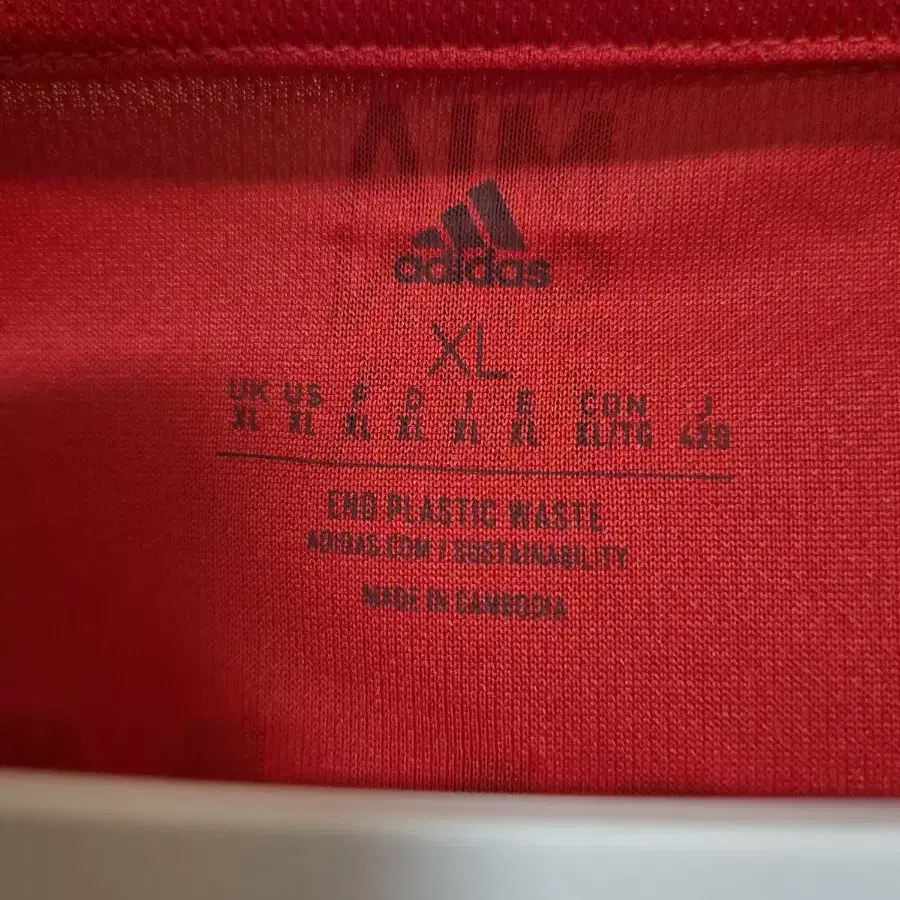 adidas
XL
UK US F D I E CDN J
XL XL XL XL XL XL XL/TG 4XO
END PLASTIC WASTE
ADIDAS.COM / SUSTAINABILITY
MADE IN CAMBODIA